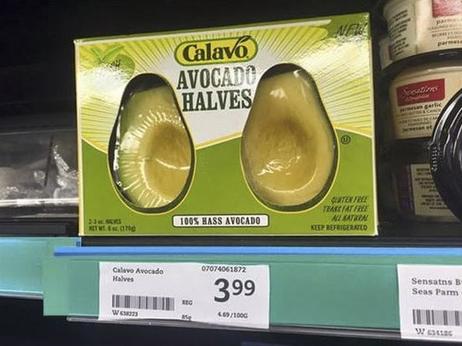 NEW
Calavo
AVOCADO
HALVES
GLUTEN FREE
TRANS FAT FREE
ALL NATURAL
KEEP REFRIGERATED
2-3 oz. HALVES
NET WT. 6 oz. (170g)
100% HASS AVOCADO
Sensations
parmesan garlic
Calavo Avocado
Halves
07074061872
REG
3.99
85g
4.69/100G
W 638223
Sensatns B
Seas Parm
W 634186